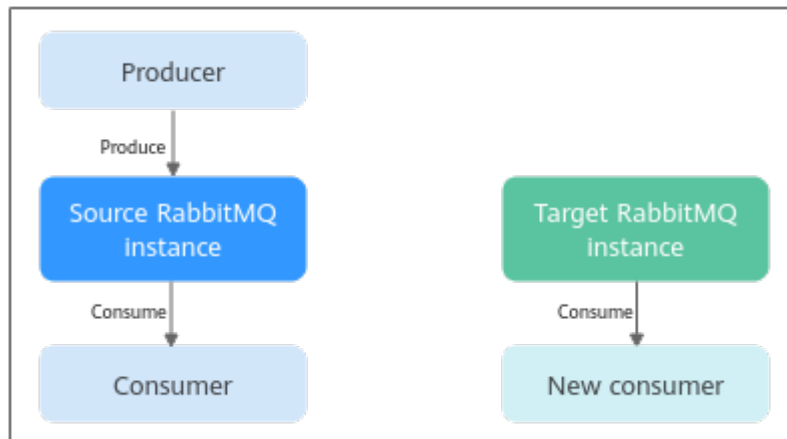 Producer
Produce
Source RabbitMQ
instance
Target RabbitMQ
instance
Consume
Consume
Consumer
New consumer